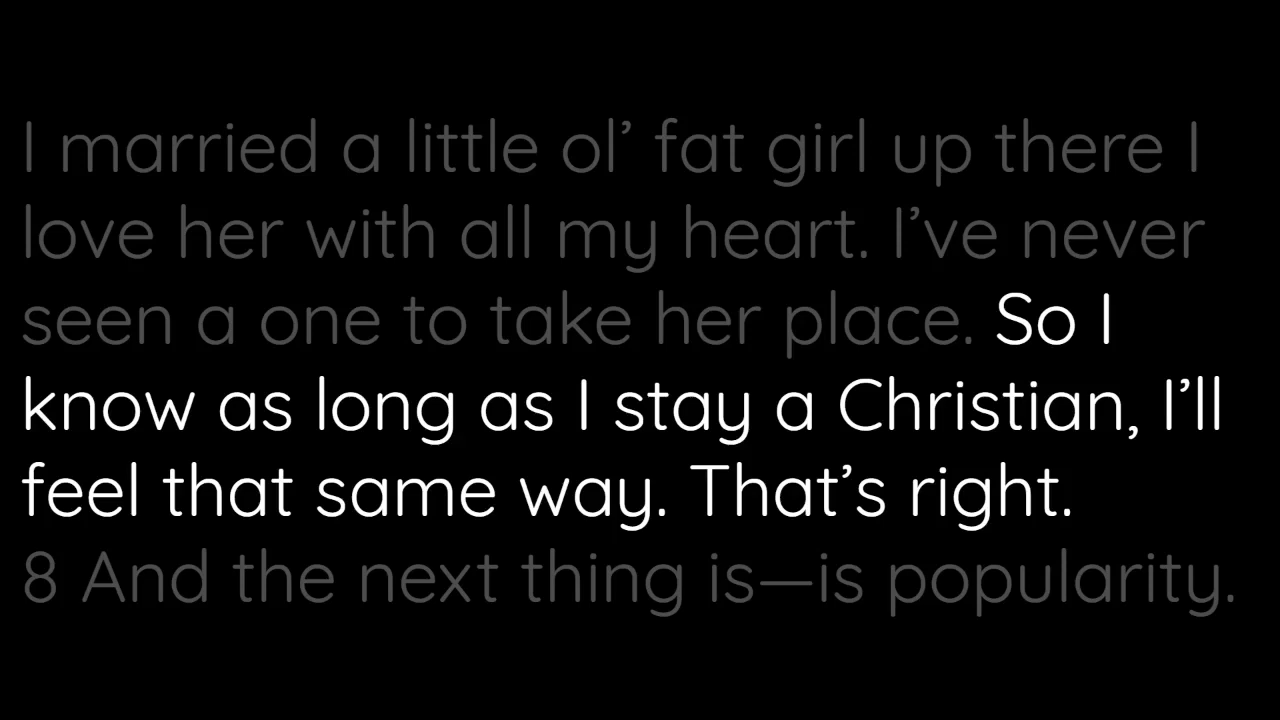 I married a little ol’ fat girl up there I
love her with all my heart. I’ve never
seen a one to take her place. So I
know as long as I stay a Christian, I’ll
feel that same way. That’s right.
8 And the next thing is—is popularity.